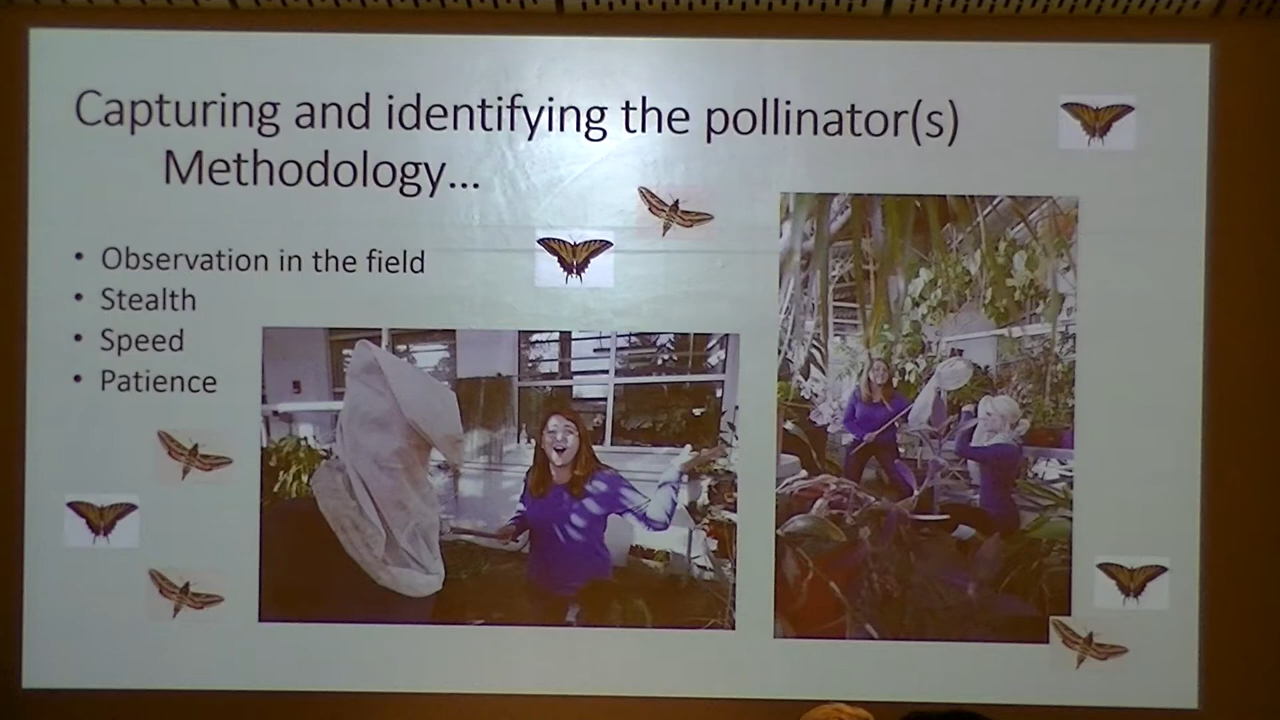 Capturing and identifying the pollinator(s)
Methodology...
• Observation in the field
• Stealth
• Speed
• Patience